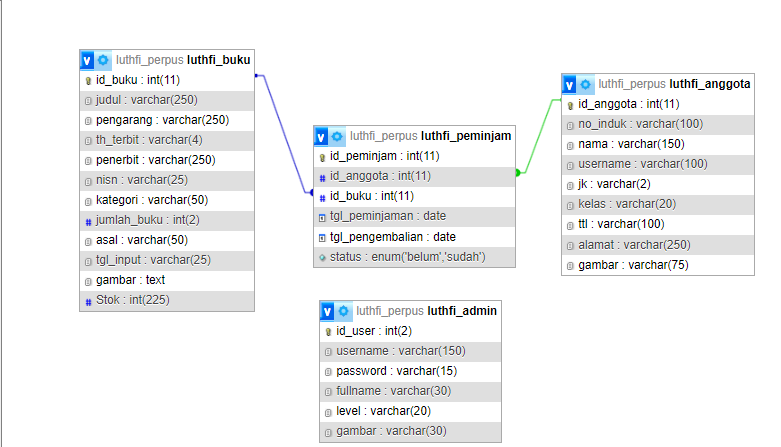 luthfi_perpus luthfi_buku
id_buku : int(11)
judul : varchar(250)
pengarang : varchar(250)
th_terbit : varchar(4)
penerbit : varchar(250)
nisn : varchar(25)
kategori : varchar(50)
jumlah_buku : int(2)
asal : varchar(50)
tgl_input : varchar(25)
gambar : text
Stok : int(225)
luthfi_perpus luthfi_peminjam
id_peminjam : int(11)
id_anggota : int(11)
id_buku : int(11)
tgl_peminjaman : date
tgl_pengembalian : date
status : enum('belum','sudah')
luthfi_perpus luthfi_anggota
id_anggota : int(11)
no_induk : varchar(100)
nama : varchar(150)
username : varchar(100)
jk : varchar(2)
kelas : varchar(20)
ttl : varchar(100)
alamat : varchar(250)
gambar : varchar(75)
luthfi_perpus luthfi_admin
id_user : int(2)
username : varchar(150)
password : varchar(15)
fullname : varchar(30)
level : varchar(20)
gambar : varchar(30)